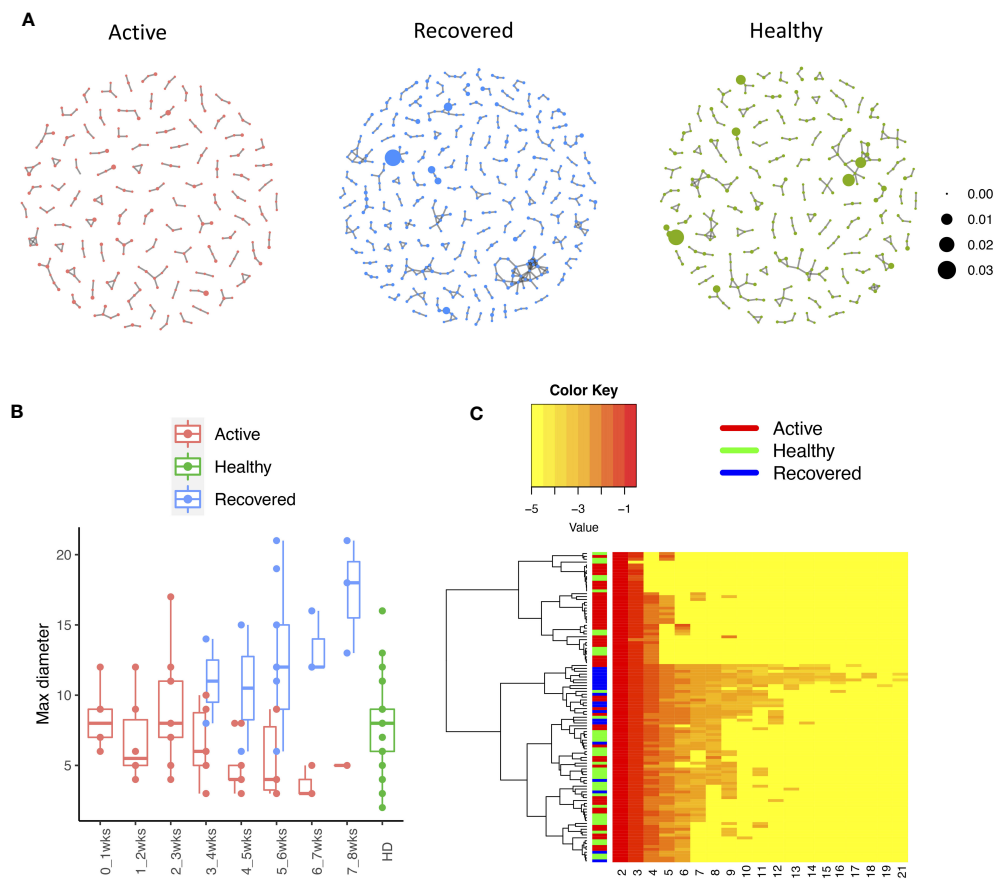 A
Active
Recovered
Healthy
0.00
0.01
0.02
0.03
B
Active
Healthy
Recovered
Max diameter
20
15
10
5
0_1wks
1_2wks
2_3wks
3_4wks
4_5wks
5_6wks
6_7wks
7_8wks
HD
C
Color Key
−5
−3
−1
Value
Active
Healthy
Recovered
2
3
4
5
6
7
8
9
10
11
12
13
14
15
16
17
18
19
21